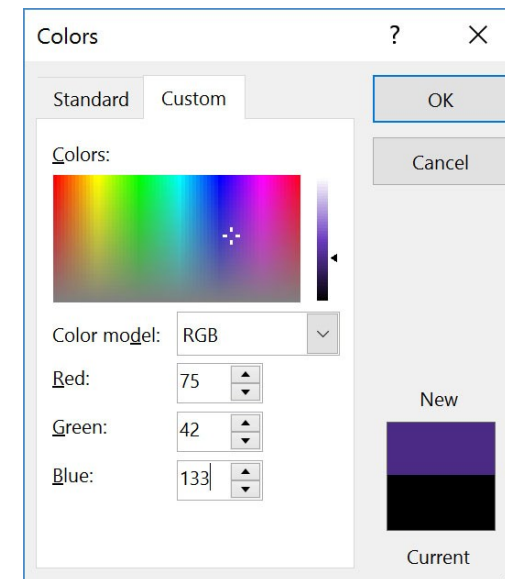 Colors ? X
Standard Custom
OK
Cancel
Colors:
Color model: RGB
Red: 75
Green: 42
Blue: 133
New
Current